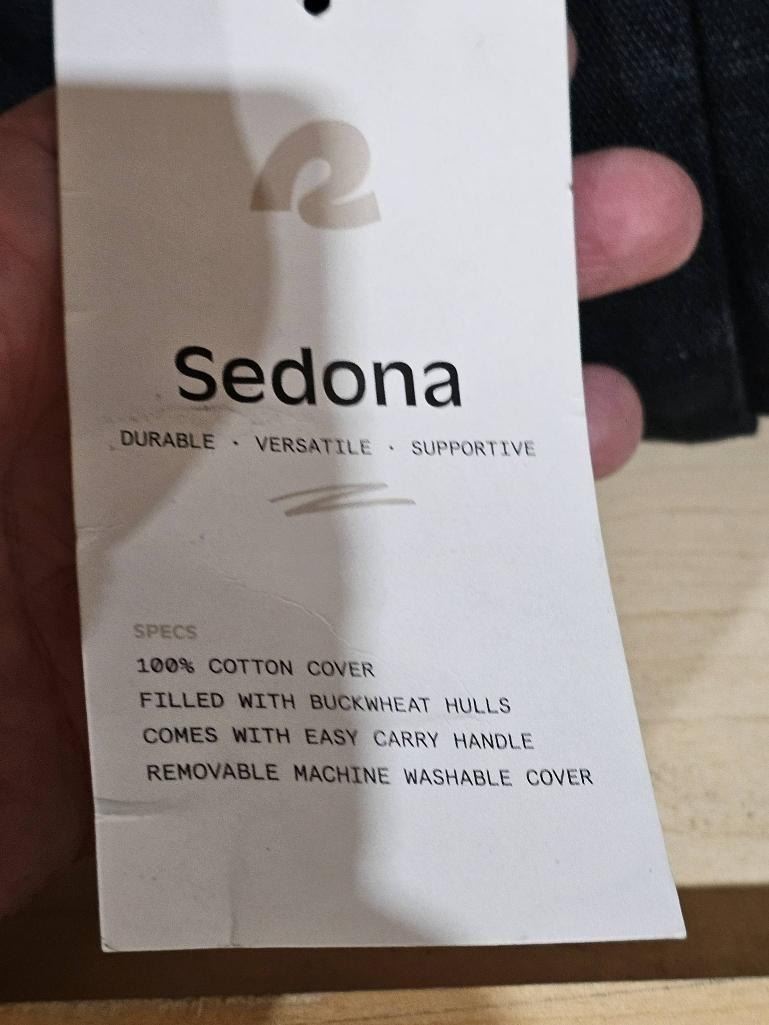 Sedona
DURABLE · VERSATILE · SUPPORTIVE
SPECS
100% COTTON COVER
FILLED WITH BUCKWHEAT HULLS
COMES WITH EASY CARRY HANDLE
REMOVABLE MACHINE WASHABLE COVER